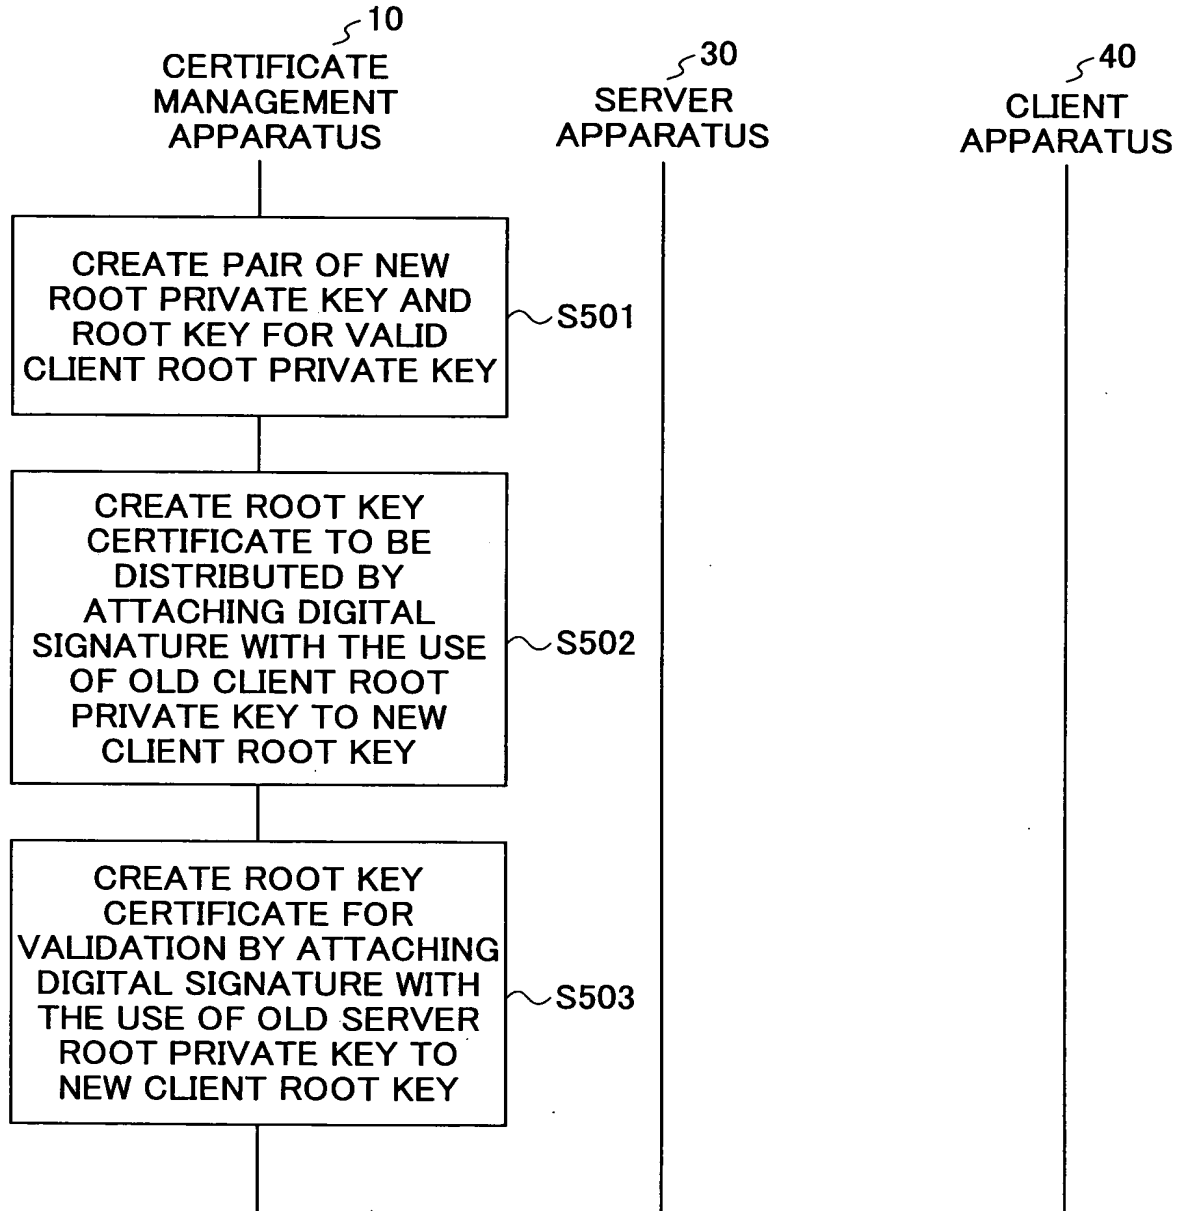 10
CERTIFICATE
MANAGEMENT
APPARATUS
30
SERVER
APPARATUS
40
CLIENT
APPARATUS
CREATE PAIR OF NEW
ROOT PRIVATE KEY AND
ROOT KEY FOR VALID
CLIENT ROOT PRIVATE KEY
S501
CREATE ROOT KEY
CERTIFICATE TO BE
DISTRIBUTED BY
ATTACHING DIGITAL
SIGNATURE WITH THE USE
OF OLD CLIENT ROOT
PRIVATE KEY TO NEW
CLIENT ROOT KEY
S502
CREATE ROOT KEY
CERTIFICATE FOR
VALIDATION BY ATTACHING
DIGITAL SIGNATURE WITH
THE USE OF OLD SERVER
ROOT PRIVATE KEY TO
NEW CLIENT ROOT KEY
S503